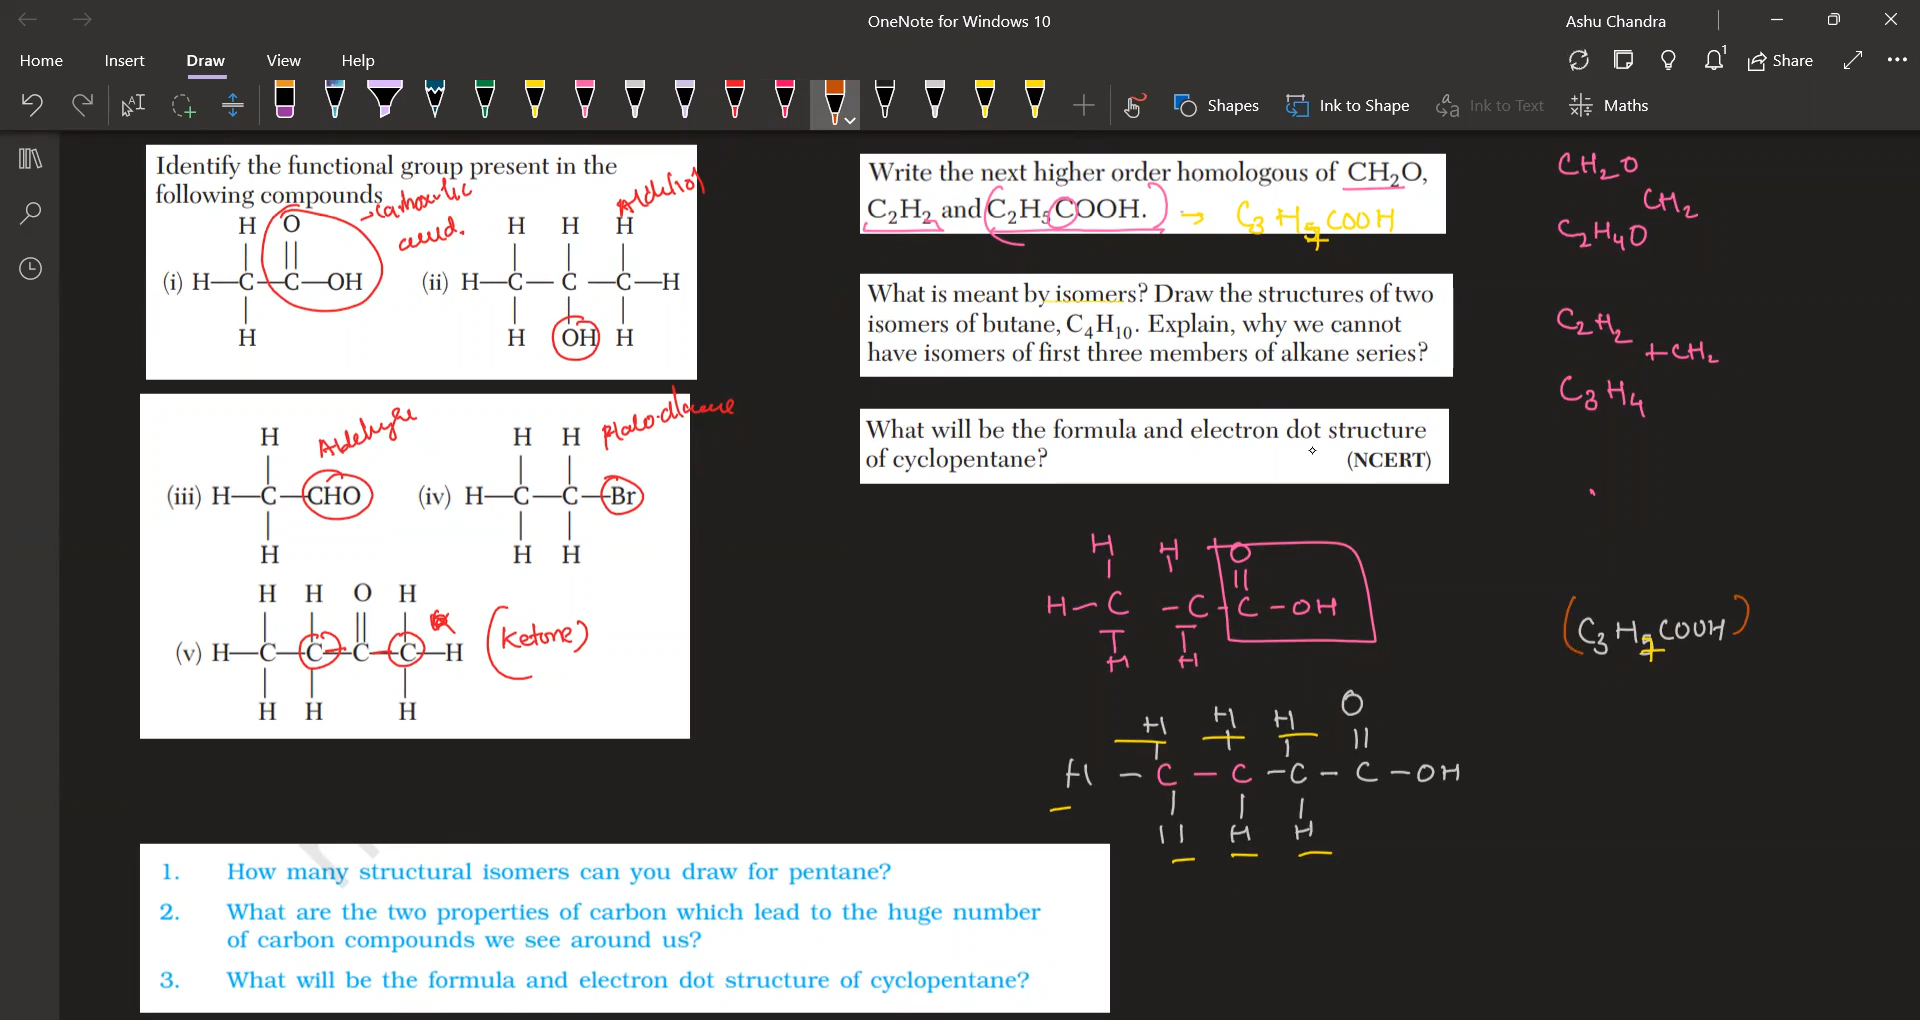 OneNote for Windows 10
Ashu Chandra
Home Insert Draw View Help
1
Share
Shapes
Ink to Shape
Ink to Text
Maths
Identify the functional group present in the
following compounds
carboxylic
acid.
H O
(i) H—C—C—OH
H
H H H
(ii) H—C—C—C—H
H OH H
Aldehyde
H
(iii) H—C—CHO
H
H H
(iv) H—C—C—Br
H H
H H O H
(v) H—C—C—C—C—H
(Ketone)
H H H
Write the next higher order homologous of CH₂O,
C₂H₂ and C₂H₅COOH.
→ C₃H₇COOH
What is meant by isomers? Draw the structures of two
isomers of butane, C₄H₁₀. Explain, why we cannot
have isomers of first three members of alkane series?
What will be the formula and electron dot structure
of cyclopentane? (NCERT)
CH₂O
CH₂
C₂H₄O
C₂H₂
+CH₂
C₃H₄
H H O
H—C—C—C—OH
H H
(C₃H₇COOH)
H H H O
H—C—C—C—C—OH
H H H
1. How many structural isomers can you draw for pentane?
2. What are the two properties of carbon which lead to the huge number
of carbon compounds we see around us?
3. What will be the formula and electron dot structure of cyclopentane?